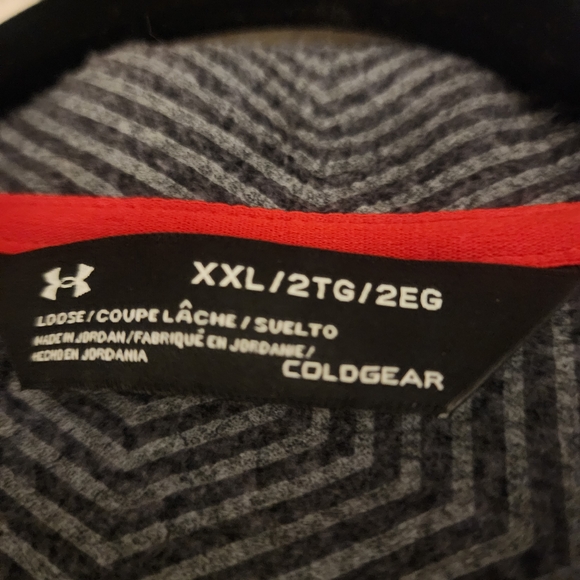 XXL/2TG/2EG
LOOSE/COUPE LÂCHE/SUELTO
MADE IN JORDAN/FABRIQUÉ EN JORDANIE/
HECHO EN JORDANIA
COLDGEAR